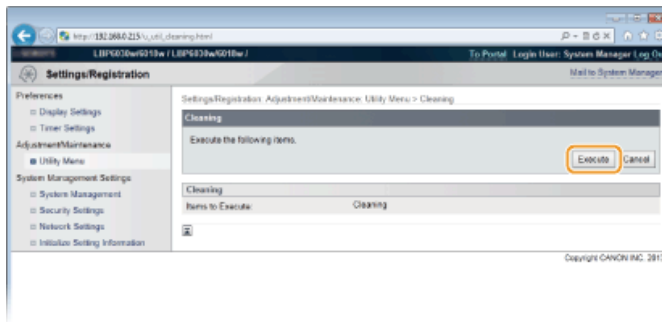 http://192.168.0.215/u_util_cleaning.html
LBP6030w/6018w / LBP6030w/6018w /
To Portal Login User: System Manager Log Ou
Settings/Registration
Mail to System Manager
Preferences
Display Settings
Timer Settings
Adjustment/Maintenance
Utility Menu
System Management Settings
System Management
Security Settings
Network Settings
Initialize Setting Information
Settings/Registration: Adjustment/Maintenance: Utility Menu > Cleaning
Cleaning
Execute the following items.
Execute
Cancel
Cleaning
Items to Execute:
Cleaning
Copyright CANON INC. 2013